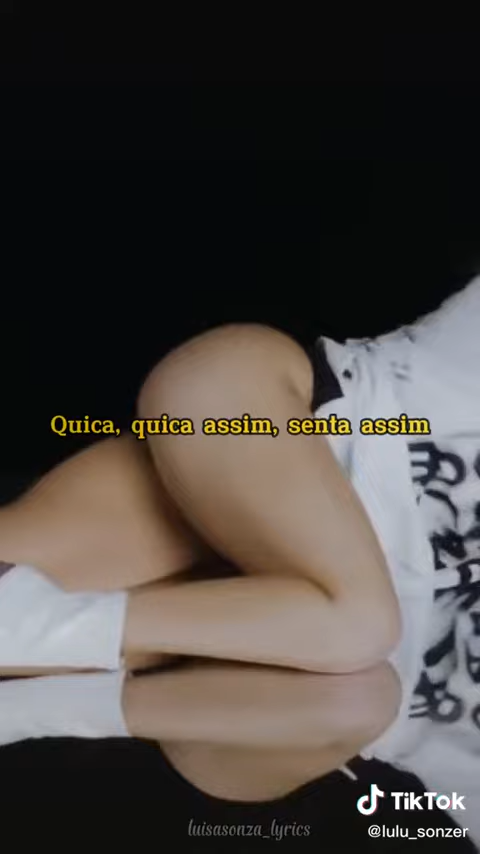 Quica, quica assim, senta assim
luisasonza_lyrics
TikTok
@lulu_sonzer